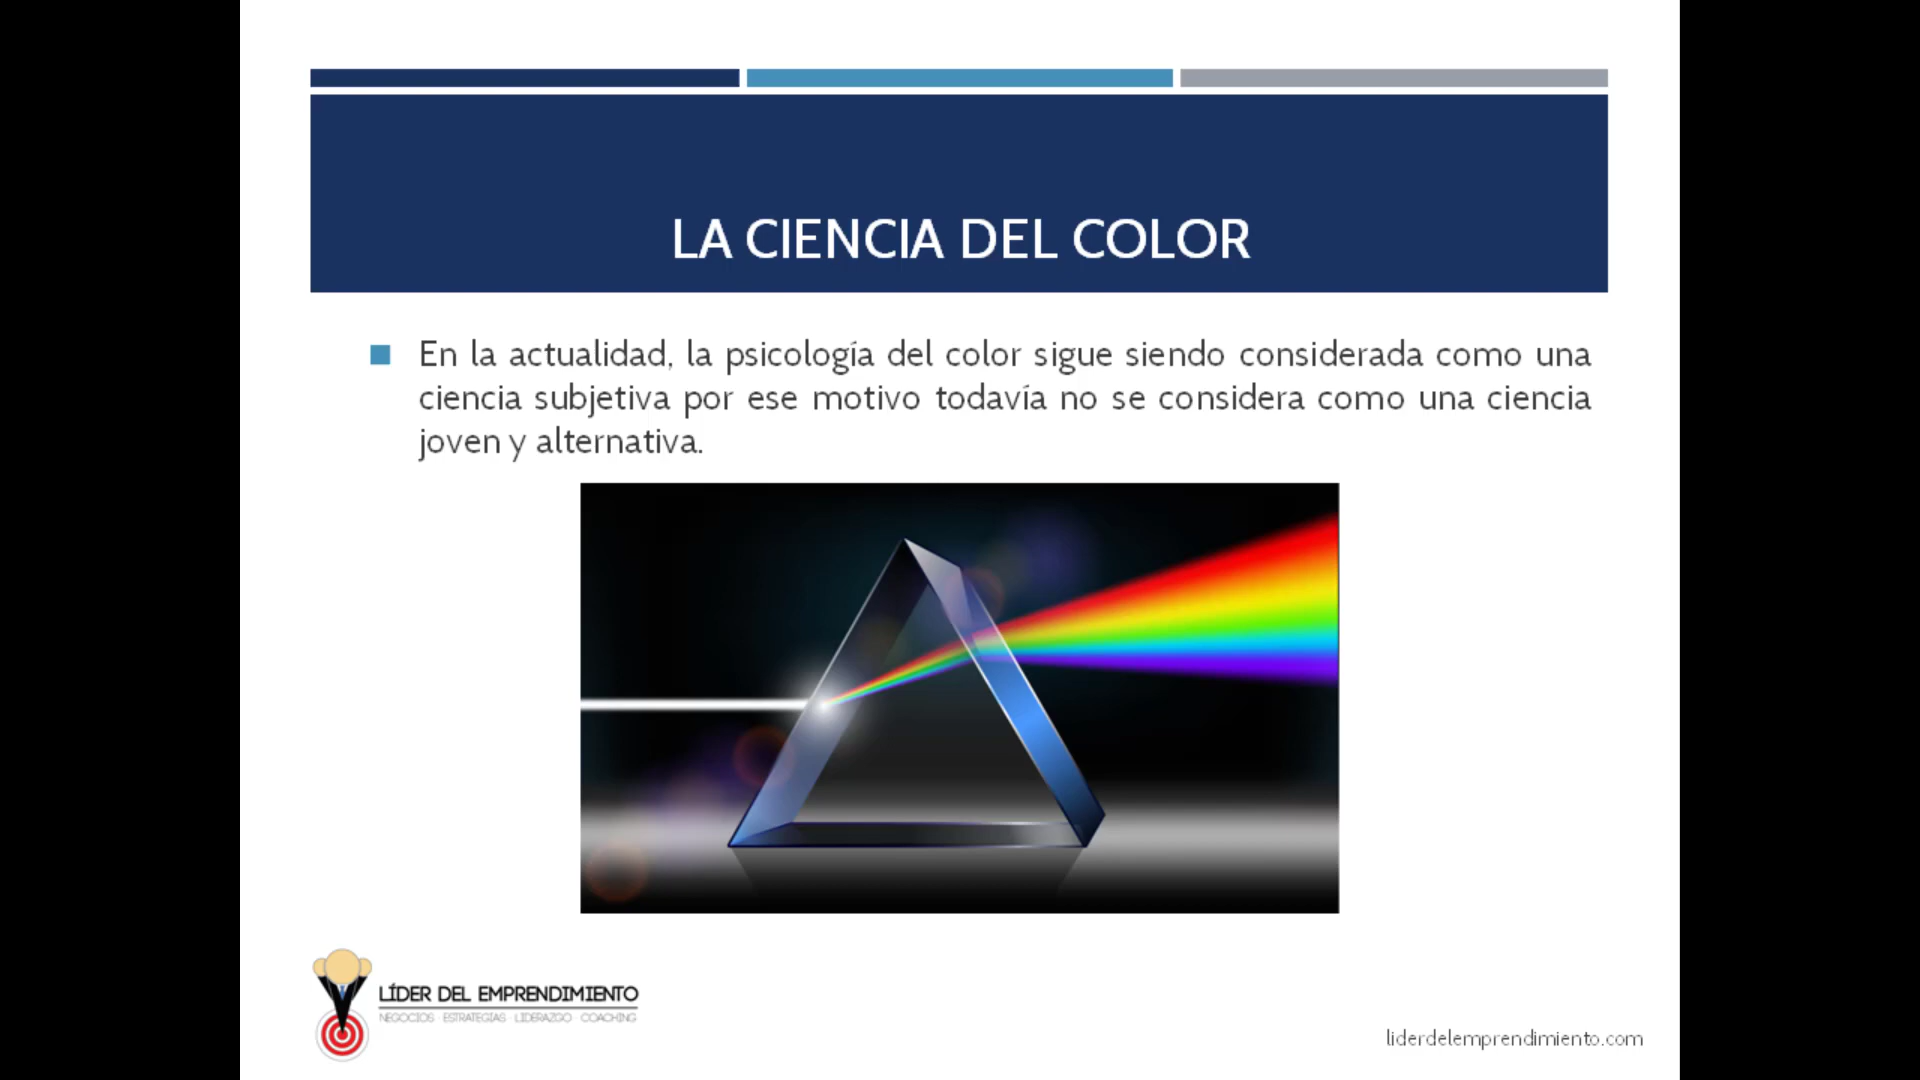 LA CIENCIA DEL COLOR
En la actualidad, la psicología del color sigue siendo considerada como una
ciencia subjetiva por ese motivo todavía no se considera como una ciencia
joven y alternativa.
LÍDER DEL EMPRENDIMIENTO
NEGOCIOS · ESTRATEGIAS · LIDERAZGO · COACHING
liderdelemprendimiento.com